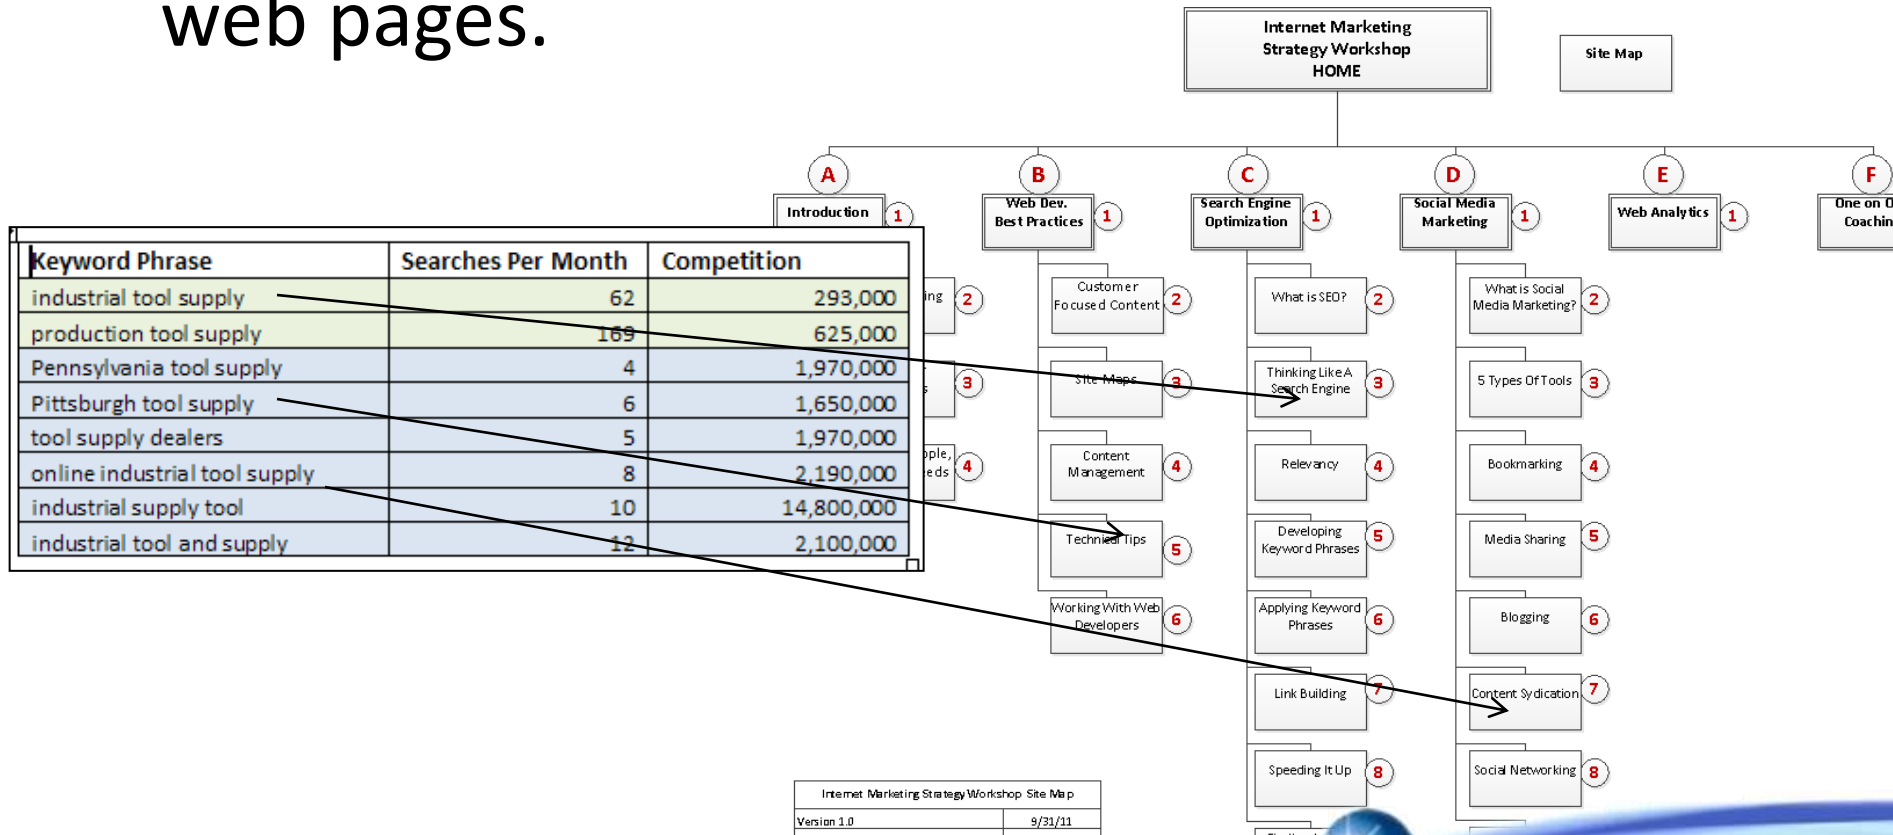 web pages.
Internet Marketing
Strategy Workshop
HOME
Site Map
A
B
C
D
E
F
Introduction
1
Web Dev.
Best Practices
1
Search Engine
Optimization
1
Social Media
Marketing
1
Web Analytics
1
One on O
Coachin
Keyword Phrase Searches Per Month Competition
industrial tool supply 62 293,000
production tool supply 169 625,000
Pennsylvania tool supply 4 1,970,000
Pittsburgh tool supply 6 1,650,000
tool supply dealers 5 1,970,000
online industrial tool supply 8 2,190,000
industrial supply tool 10 14,800,000
industrial tool and supply 12 2,100,000
ing
2
s
3
ople,
eds
4
Customer
Focused Content
2
Site Maps
3
Content
Management
4
Technical Tips
5
Working With Web
Developers
6
What is SEO?
2
Thinking Like A
Search Engine
3
Relevancy
4
Developing
Keyword Phrases
5
Applying Keyword
Phrases
6
Link Building
7
Speeding It Up
8
What is Social
Media Marketing?
2
5 Types Of Tools
3
Bookmarking
4
Media Sharing
5
Blogging
6
Content Sydication
7
Social Networking
8
Internet Marketing Strategy Workshop Site Map
Version 1.0 9/31/11